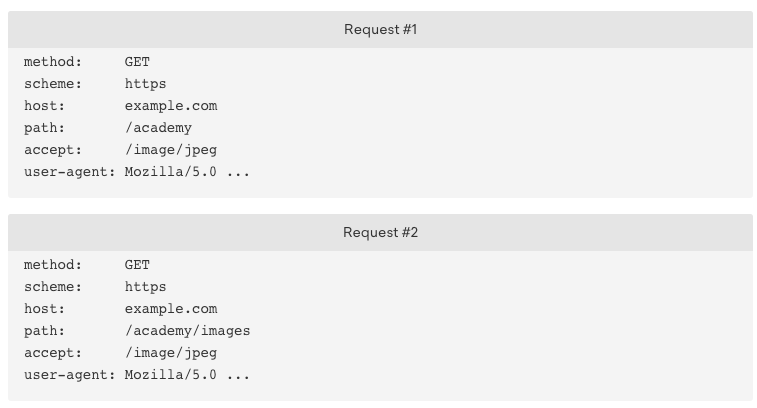 Request #1
method: GET
scheme: https
host: example.com
path: /academy
accept: /image/jpeg
user-agent: Mozilla/5.0 ...
Request #2
method: GET
scheme: https
host: example.com
path: /academy/images
accept: /image/jpeg
user-agent: Mozilla/5.0 ...